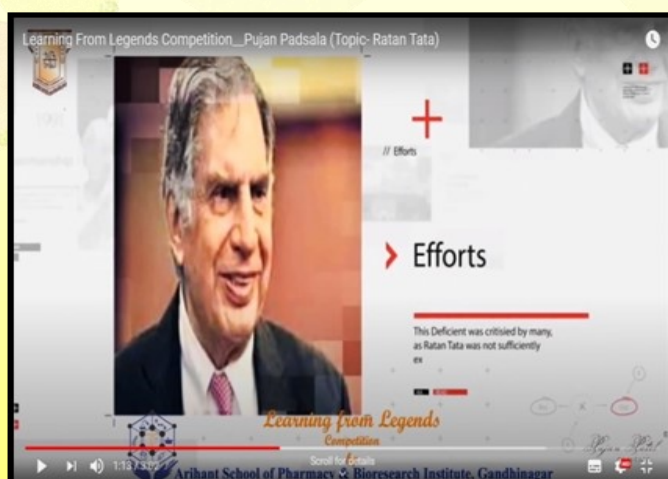 Learning From Legends Competition__Pujan Padsala (Topic- Ratan Tata)
// Efforts
Efforts
This Deficient was critisied by many,
as Ratan Tata was not sufficiently
ex
Learning from Legends
Competition
Scroll for details
1:13 /
Arihant School of Pharmacy & Bioresearch Institute, Gandhinagar